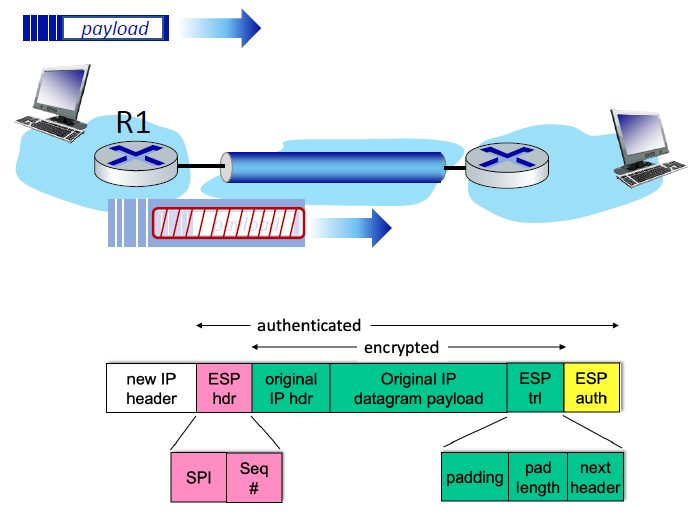 payload
R1
payload
authenticated
encrypted
new IP
header
ESP
hdr
original
IP hdr
Original IP
datagram payload
ESP
trl
ESP
auth
SPI
Seq
#
padding
pad
length
next
header